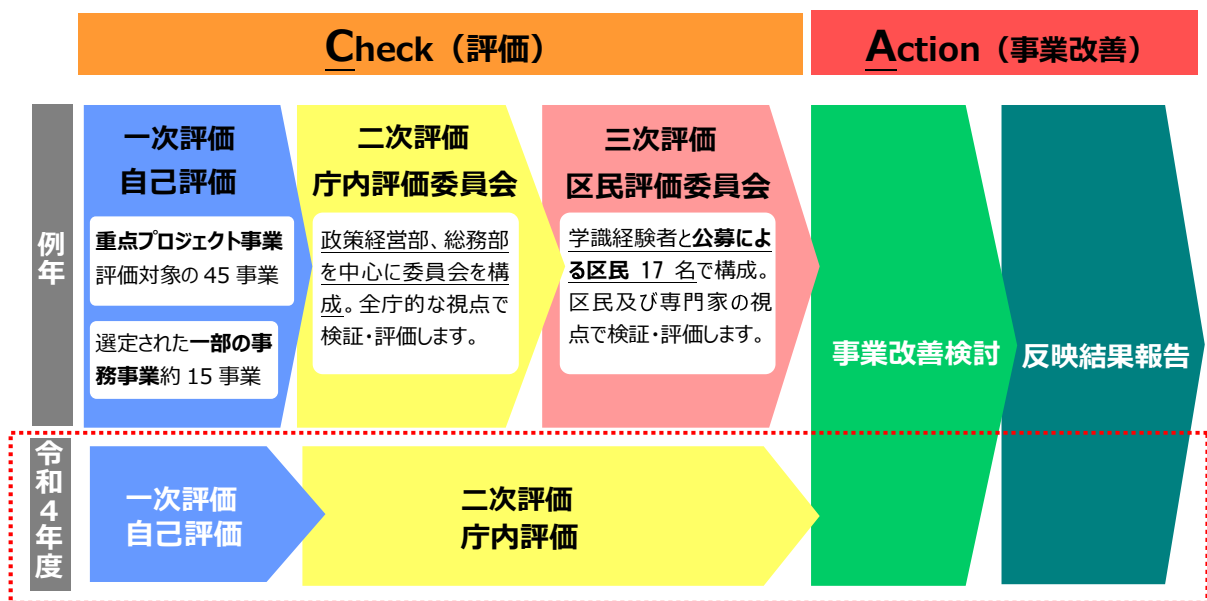 Check（評価）
Action（事業改善）
例年
一次評価
自己評価
重点プロジェクト事業
評価対象の 45 事業
選定された一部の事
務事業約 15 事業
二次評価
庁内評価委員会
政策経営部、総務部
を中心に委員会を構
成。全庁的な視点で
検証・評価します。
三次評価
区民評価委員会
学識経験者と公募によ
る区民 17 名で構成。
区民及び専門家の視
点で検証・評価します。
事業改善検討
反映結果報告
令和４年度
一次評価
自己評価
二次評価
庁内評価